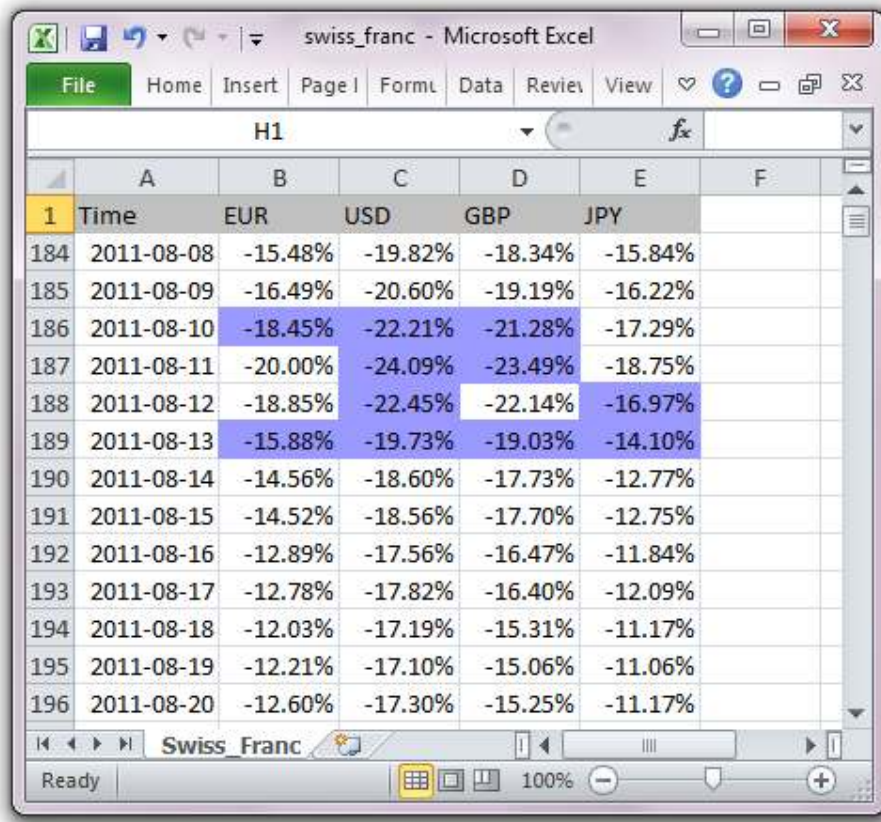 swiss_franc - Microsoft Excel
File Home Insert Page l Formu Data Review View
H1 fx
A B C D E F
1 Time EUR USD GBP JPY
184 2011-08-08 -15.48% -19.82% -18.34% -15.84%
185 2011-08-09 -16.49% -20.60% -19.19% -16.22%
186 2011-08-10 -18.45% -22.21% -21.28% -17.29%
187 2011-08-11 -20.00% -24.09% -23.49% -18.75%
188 2011-08-12 -18.85% -22.45% -22.14% -16.97%
189 2011-08-13 -15.88% -19.73% -19.03% -14.10%
190 2011-08-14 -14.56% -18.60% -17.73% -12.77%
191 2011-08-15 -14.52% -18.56% -17.70% -12.75%
192 2011-08-16 -12.89% -17.56% -16.47% -11.84%
193 2011-08-17 -12.78% -17.82% -16.40% -12.09%
194 2011-08-18 -12.03% -17.19% -15.31% -11.17%
195 2011-08-19 -12.21% -17.10% -15.06% -11.06%
196 2011-08-20 -12.60% -17.30% -15.25% -11.17%
Swiss_Franc
Ready 100%